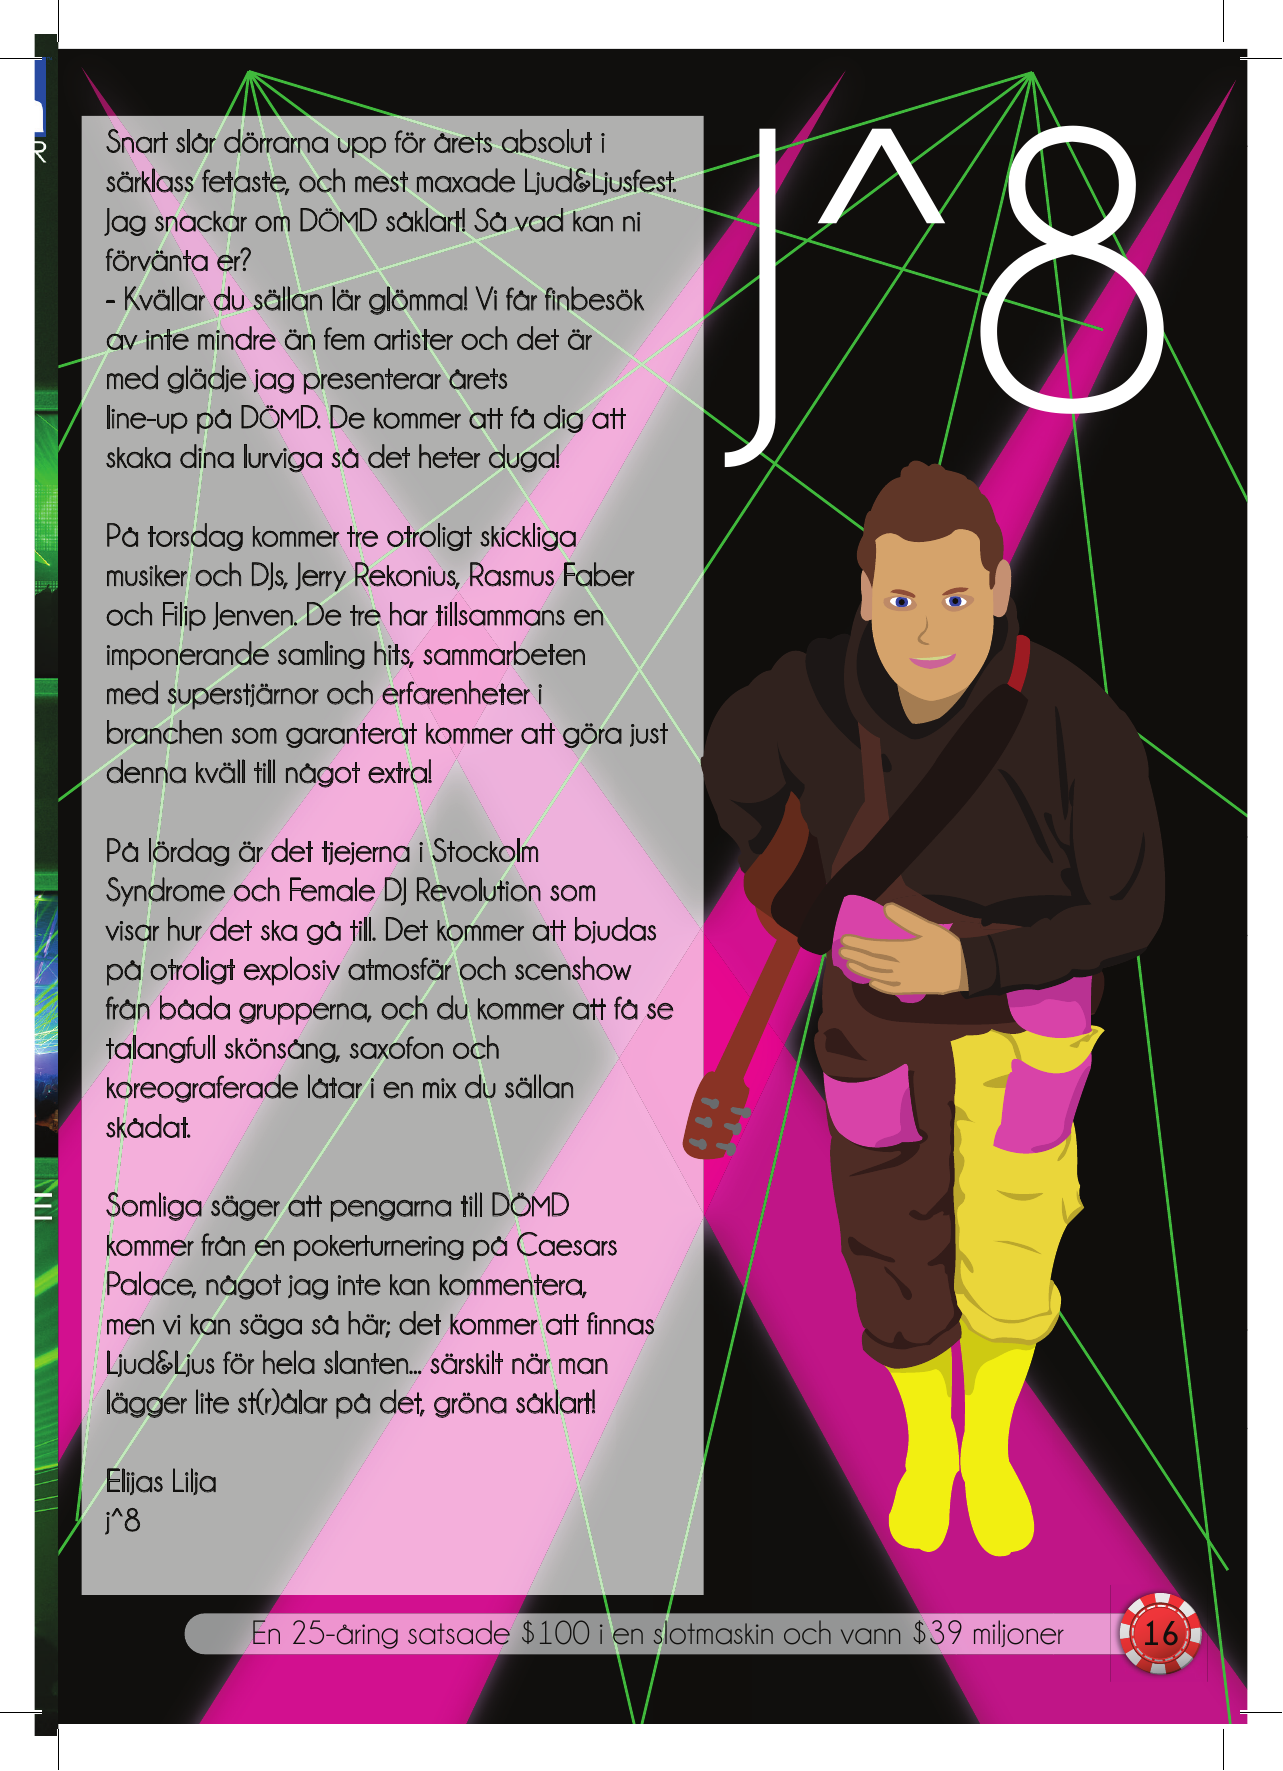 R
E
j^8
Snart slår dörrarna upp för årets absolut i
särklass fetaste, och mest maxade Ljud&Ljusfest.
Jag snackar om DÖMD såklart! Så vad kan ni
förvänta er?
- Kvällar du sällan lär glömma! Vi får finbesök
av inte mindre än fem artister och det är
med glädje jag presenterar årets
line-up på DÖMD. De kommer att få dig att
skaka dina lurviga så det heter duga!

På torsdag kommer tre otroligt skickliga
musiker och DJs, Jerry Rekonius, Rasmus Faber
och Filip Jenven. De tre har tillsammans en
imponerande samling hits, sammarbeten
med superstjärnor och erfarenheter i
branchen som garanterat kommer att göra just
denna kväll till något extra!

På lördag är det tjejerna i Stockolm
Syndrome och Female DJ Revolution som
visar hur det ska gå till. Det kommer att bjudas
på otroligt explosiv atmosfär och scenshow
från båda grupperna, och du kommer att få se
talangfull skönsång, saxofon och
koreograferade låtar i en mix du sällan
skådat.

Somliga säger att pengarna till DÖMD
kommer från en pokerturnering på Caesars
Palace, något jag inte kan kommentera,
men vi kan säga så här; det kommer att finnas
Ljud&Ljus för hela slanten... särskilt när man
lägger lite st(r)ålar på det, gröna såklart!

Elijas Lilja
j^8
En 25-åring satsade $100 i en slotmaskin och vann $39 miljoner
16